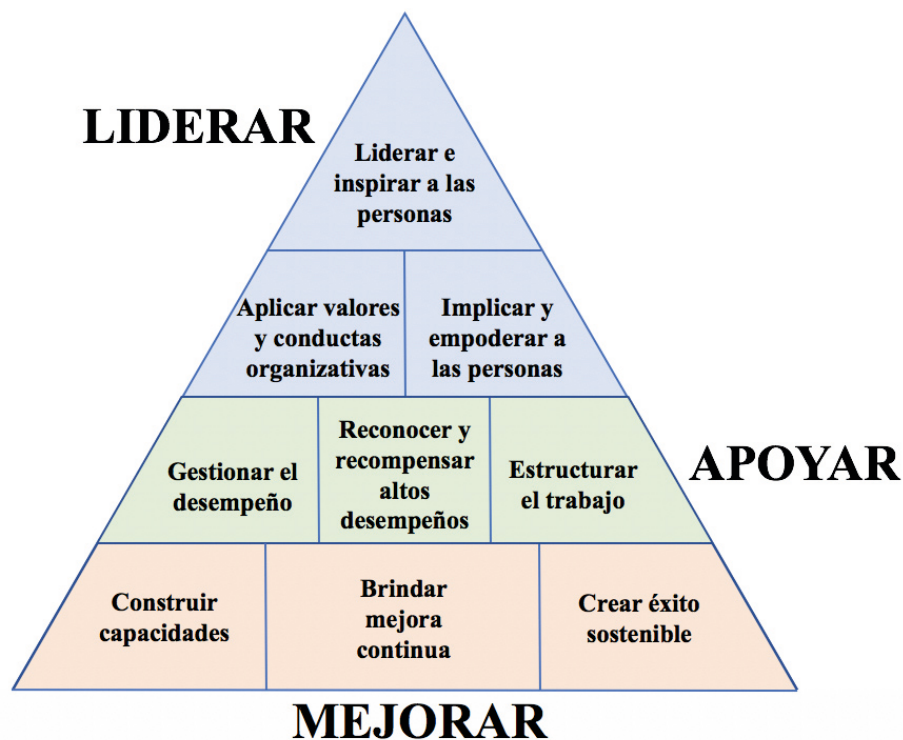 LIDERAR
Liderar e
inspirar a las
personas
Aplicar valores
y conductas
organizativas
Implicar y
empoderar a
las personas
APOYAR
Gestionar el
desempeño
Reconocer y
recompensar
altos
desempeños
Estructurar
el trabajo
Construir
capacidades
Brindar
mejora
continua
Crear éxito
sostenible
MEJORAR